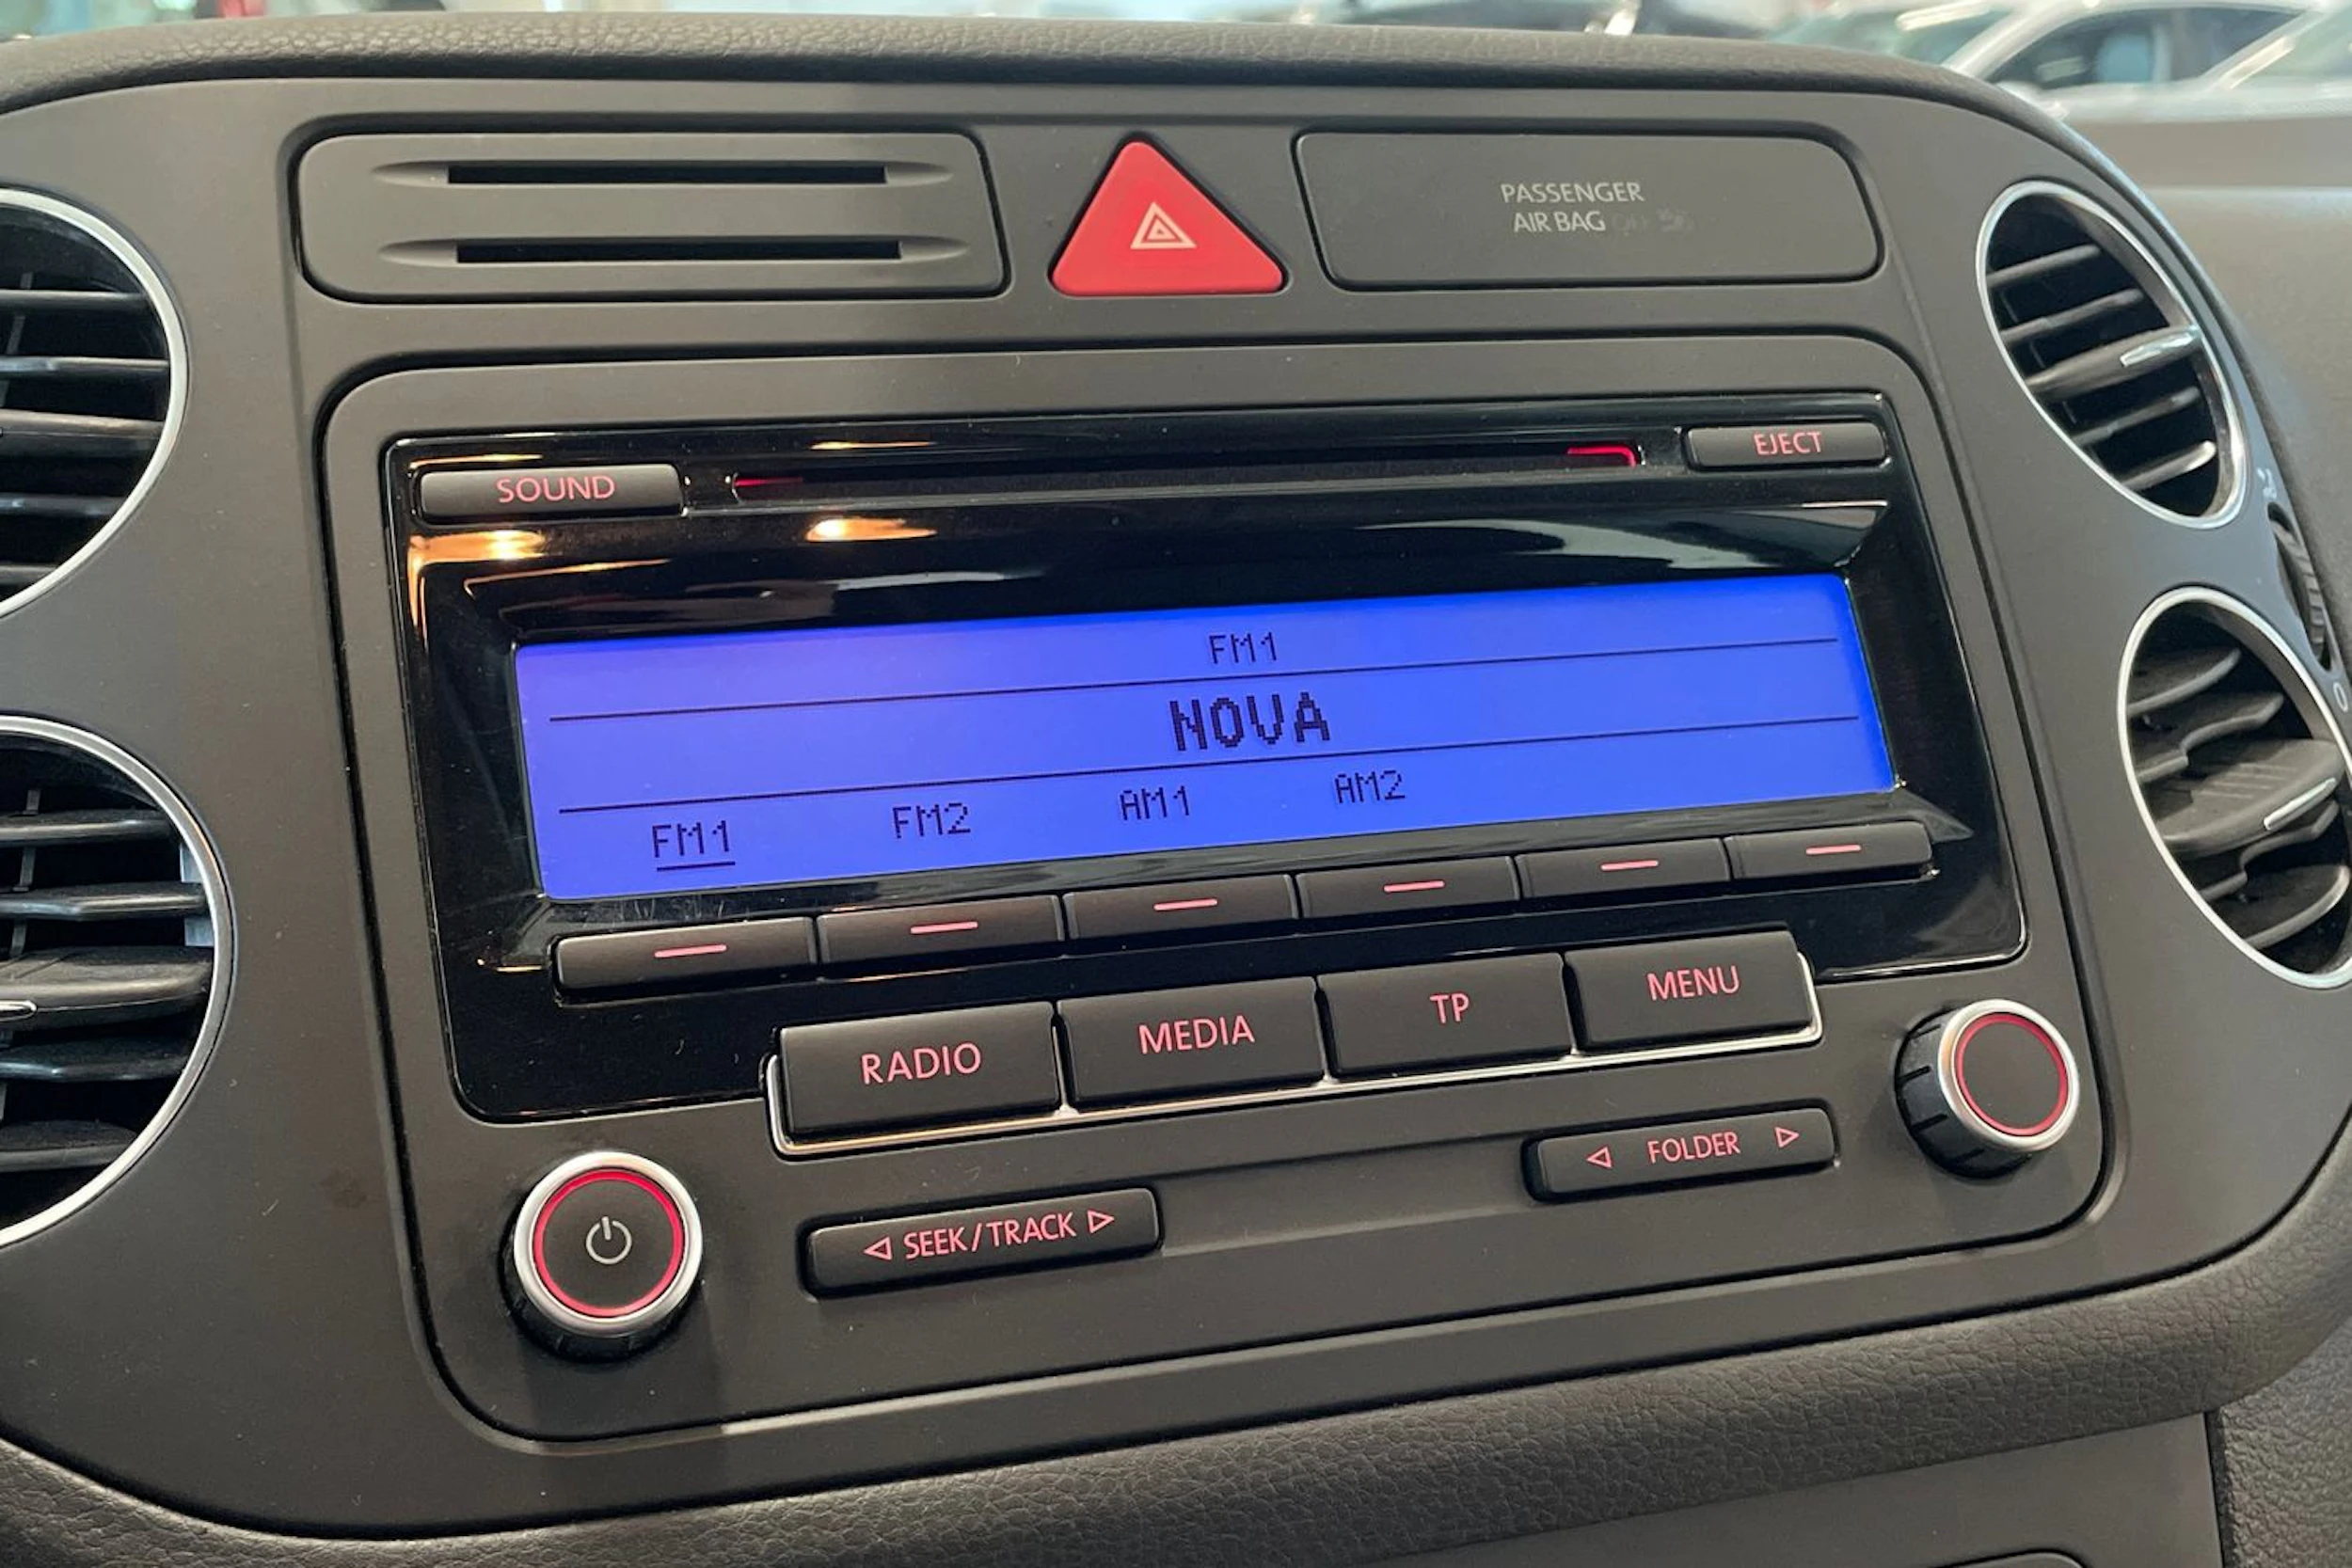 PASSENGER
AIR BAG
EJECT
SOUND
FM1
NOVA
FM1 FM2 AM1 AM2
RADIO MEDIA TP MENU
◁ FOLDER ▷
◁ SEEK/TRACK ▷